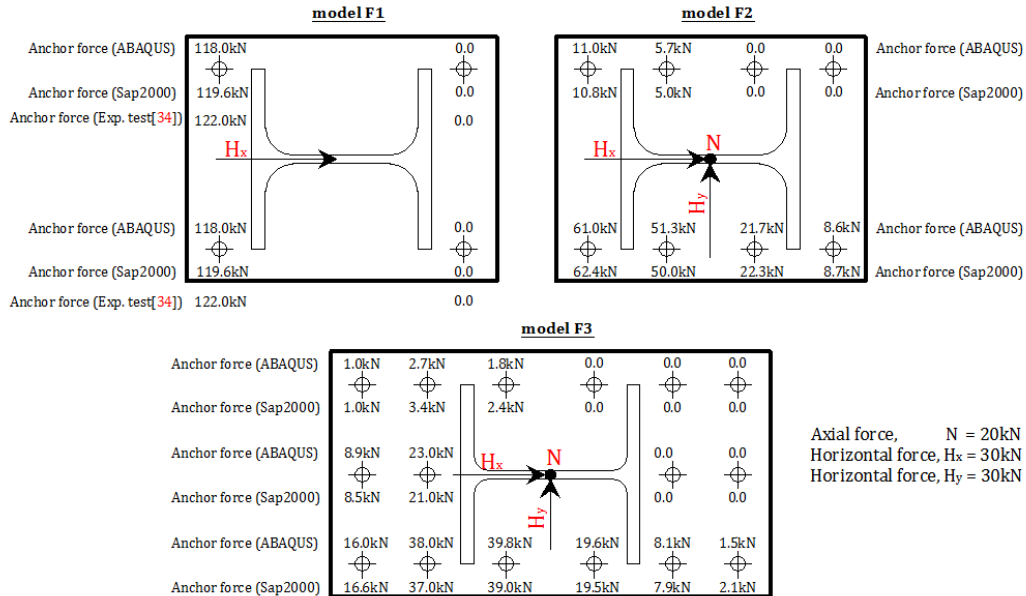 model F1
Anchor force (ABAQUS) 118.0kN 0.0
Anchor force (Sap2000) 119.6kN 0.0
Anchor force (Exp. test[34]) 122.0kN 0.0
Hx
Anchor force (ABAQUS) 118.0kN 0.0
Anchor force (Sap2000) 119.6kN 0.0
Anchor force (Exp. test[34]) 122.0kN 0.0
model F2
11.0kN 5.7kN 0.0 0.0 Anchor force (ABAQUS)
10.8kN 5.0kN 0.0 0.0 Anchor force (Sap2000)
Hx N
Hy
61.0kN 51.3kN 21.7kN 8.6kN Anchor force (ABAQUS)
62.4kN 50.0kN 22.3kN 8.7kN Anchor force (Sap2000)
model F3
Anchor force (ABAQUS) 1.0kN 2.7kN 1.8kN 0.0 0.0 0.0
Anchor force (Sap2000) 1.0kN 3.4kN 2.4kN 0.0 0.0 0.0
Anchor force (ABAQUS) 8.9kN 23.0kN 0.0 0.0
Hx N
Anchor force (Sap2000) 8.5kN 21.0kN 0.0 0.0
Hy
Anchor force (ABAQUS) 16.0kN 38.0kN 39.8kN 19.6kN 8.1kN 1.5kN
Anchor force (Sap2000) 16.6kN 37.0kN 39.0kN 19.5kN 7.9kN 2.1kN
Axial force, N = 20kN
Horizontal force, Hx = 30kN
Horizontal force, Hy = 30kN